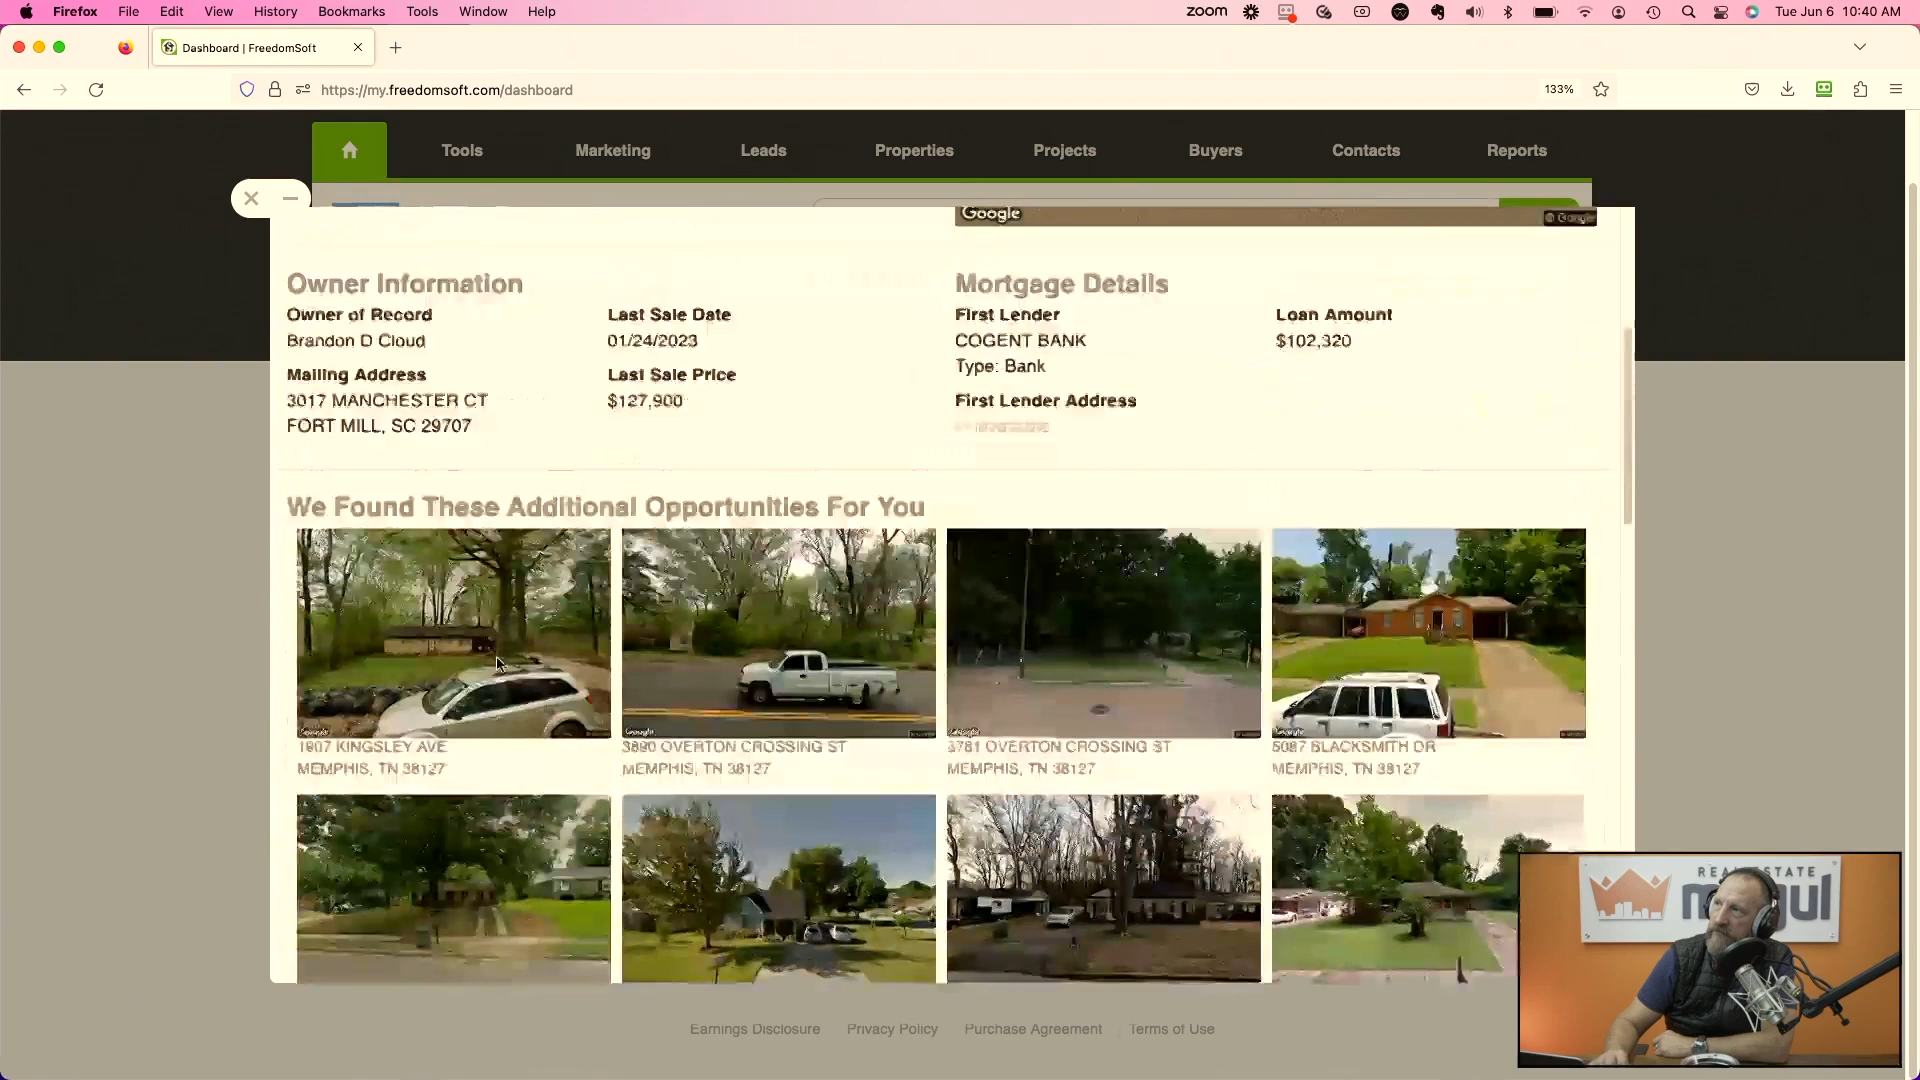 Firefox File Edit View History Bookmarks Tools Window Help zoom Tue Jun 6 10:40 AM
Dashboard | FreedomSoft
https://my.freedomsoft.com/dashboard 133%
Tools Marketing Leads Properties Projects Buyers Contacts Reports
Google
Owner Information Mortgage Details
Owner of Record Last Sale Date First Lender Loan Amount
Brandon D Cloud 01/24/2023 COGENT BANK $102,320
Type: Bank
Mailing Address Last Sale Price
3017 MANCHESTER CT $127,900 First Lender Address
FORT MILL, SC 29707
We Found These Additional Opportunities For You
1907 KINGSLEY AVE 3890 OVERTON CROSSING ST 3781 OVERTON CROSSING ST 5087 BLACKSMITH DR
MEMPHIS, TN 38127 MEMPHIS, TN 38127 MEMPHIS, TN 38127 MEMPHIS, TN 38127
REAL ESTATE
Earnings Disclosure Privacy Policy Purchase Agreement Terms of Use